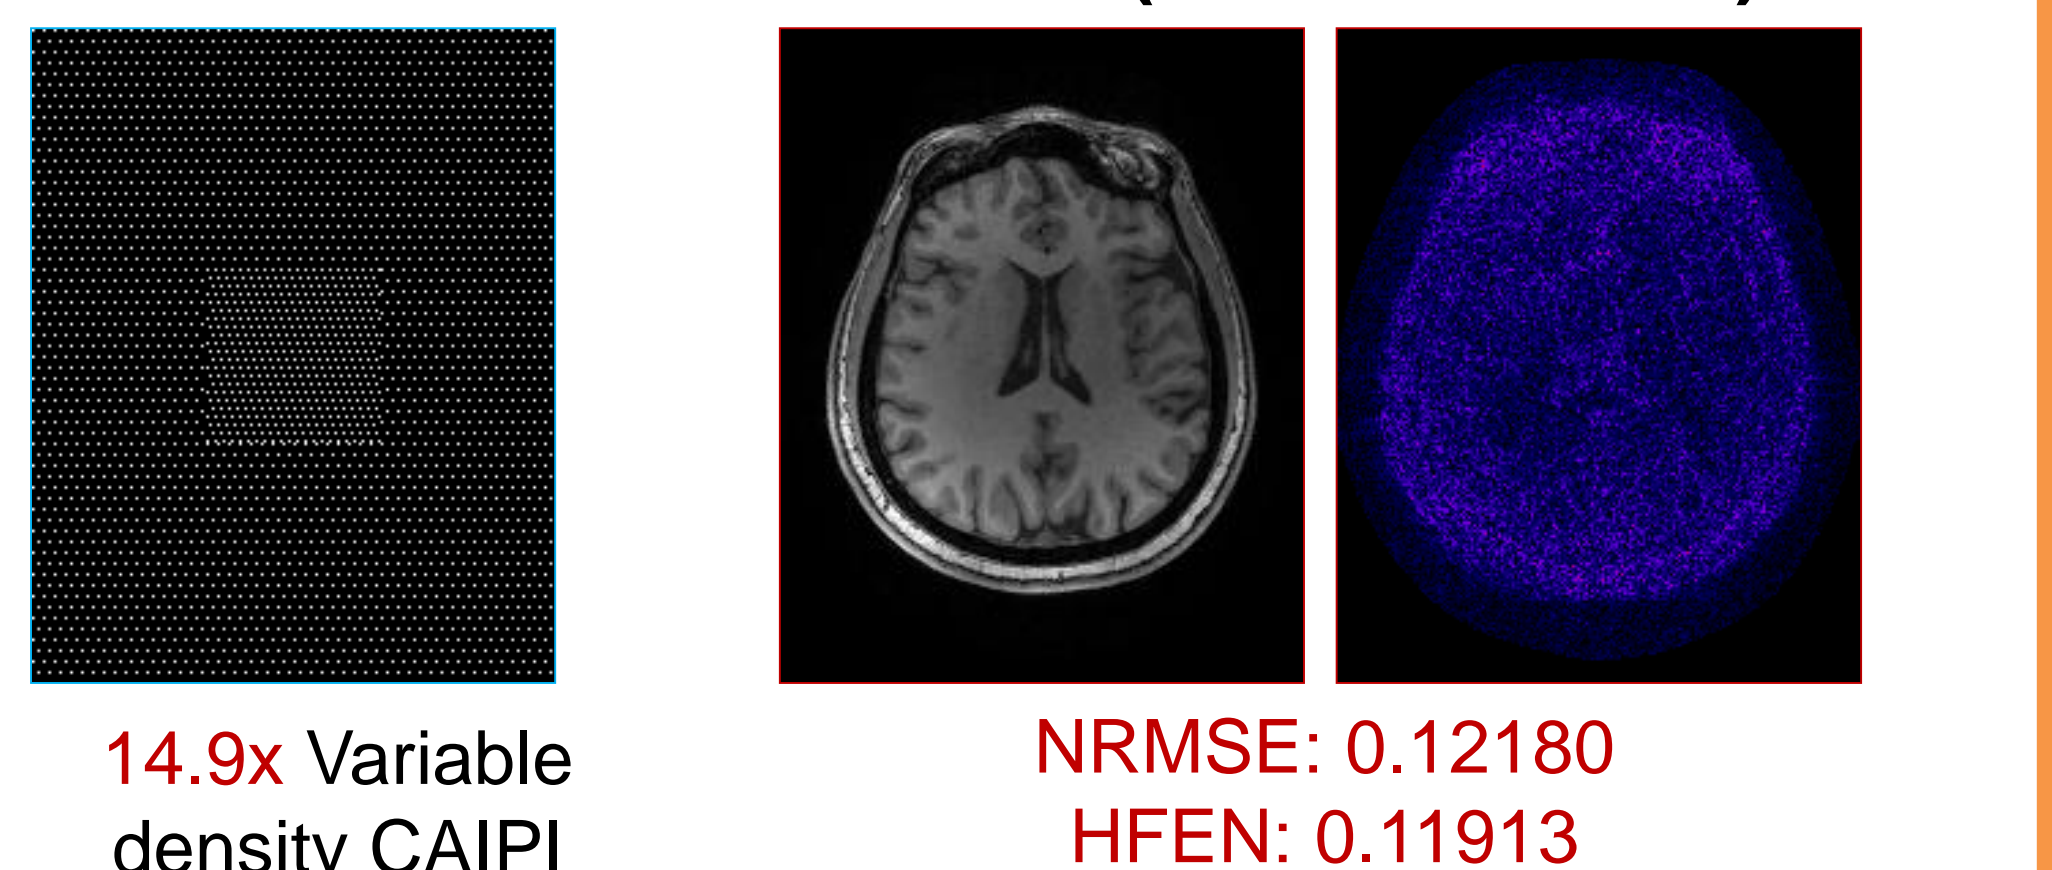 14.9x Variable
density CAIPI
NRMSE: 0.12180
HFEN: 0.11913